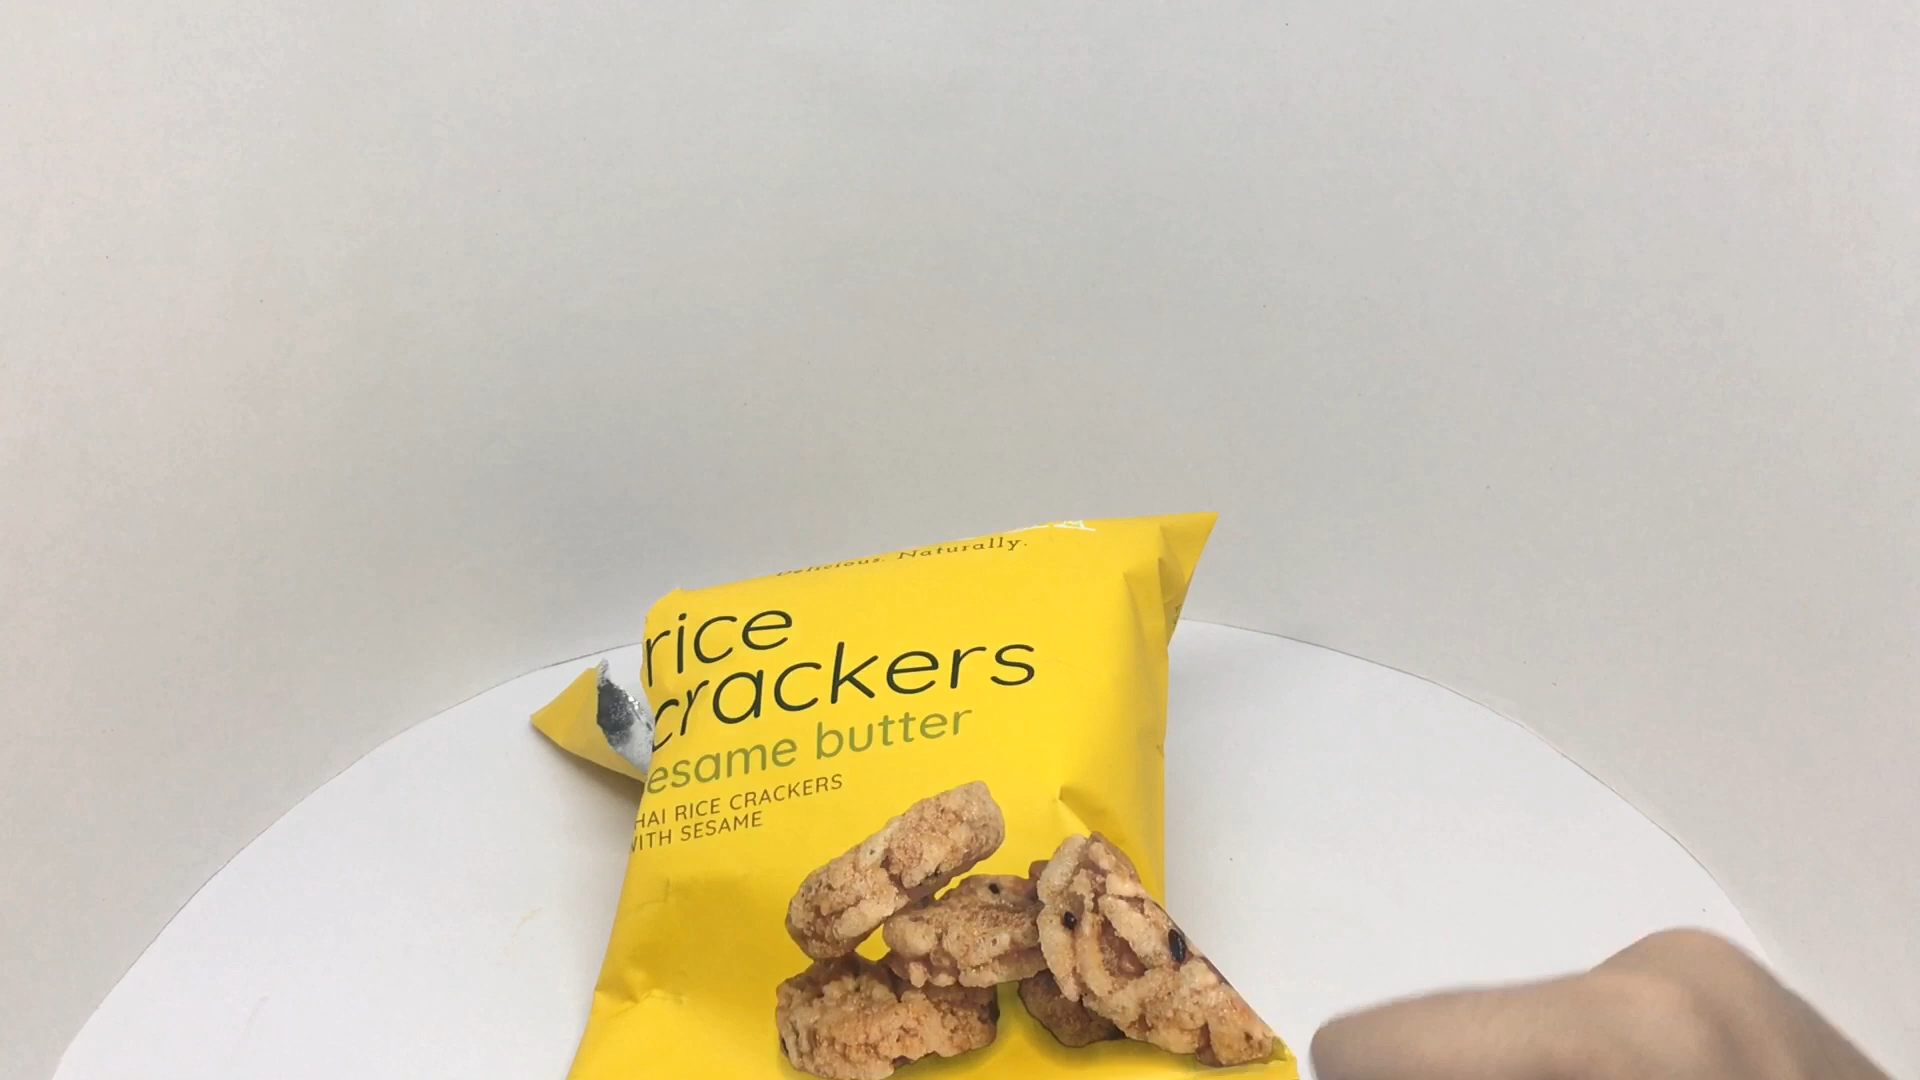 Delicious. Naturally.
rice
crackers
esame butter
HAI RICE CRACKERS
WITH SESAME